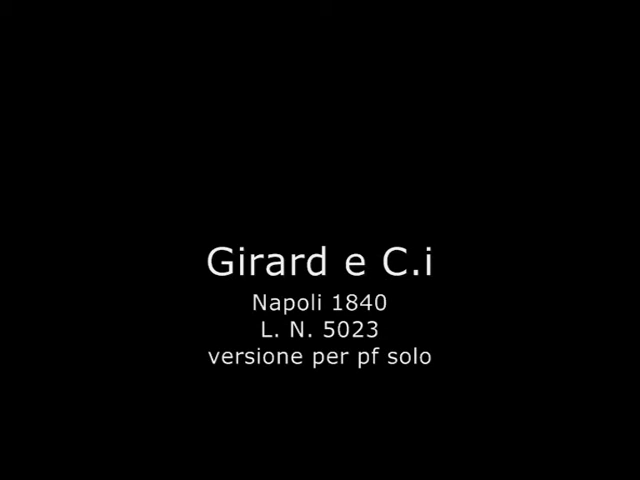 Girard e C.i
Napoli 1840
L. N. 5023
versione per pf solo